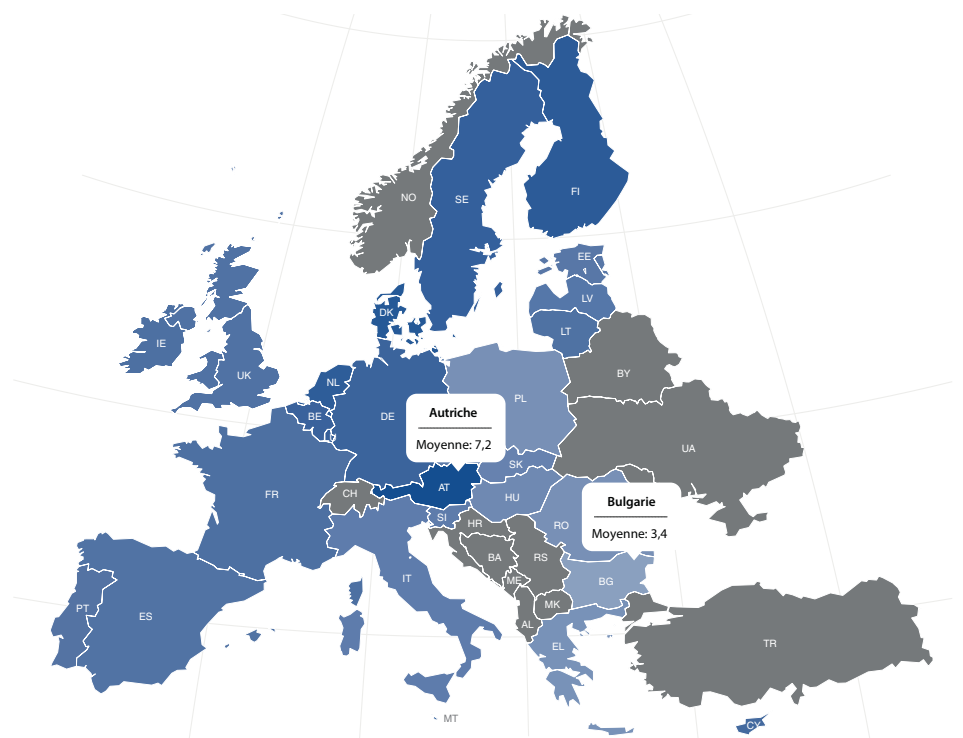 NO
SE
FI
EE
LV
LT
DK
IE
UK
NL
BE
DE
PL
BY
UA
Autriche
Moyenne: 7,2
SK
AT
CH
FR
HU
Bulgarie
Moyenne: 3,4
SI
HR
RO
BA
RS
IT
ME
BG
MK
AL
PT
ES
EL
TR
MT
CY